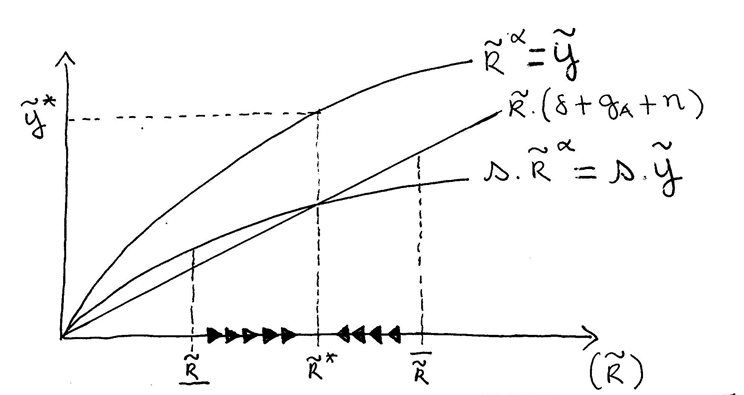 k̃^α = ỹ
ỹ*
k̃.(δ+g_A+n)
s.k̃^α = s.ỹ
k̃
k̃*
k̃
(k̃)